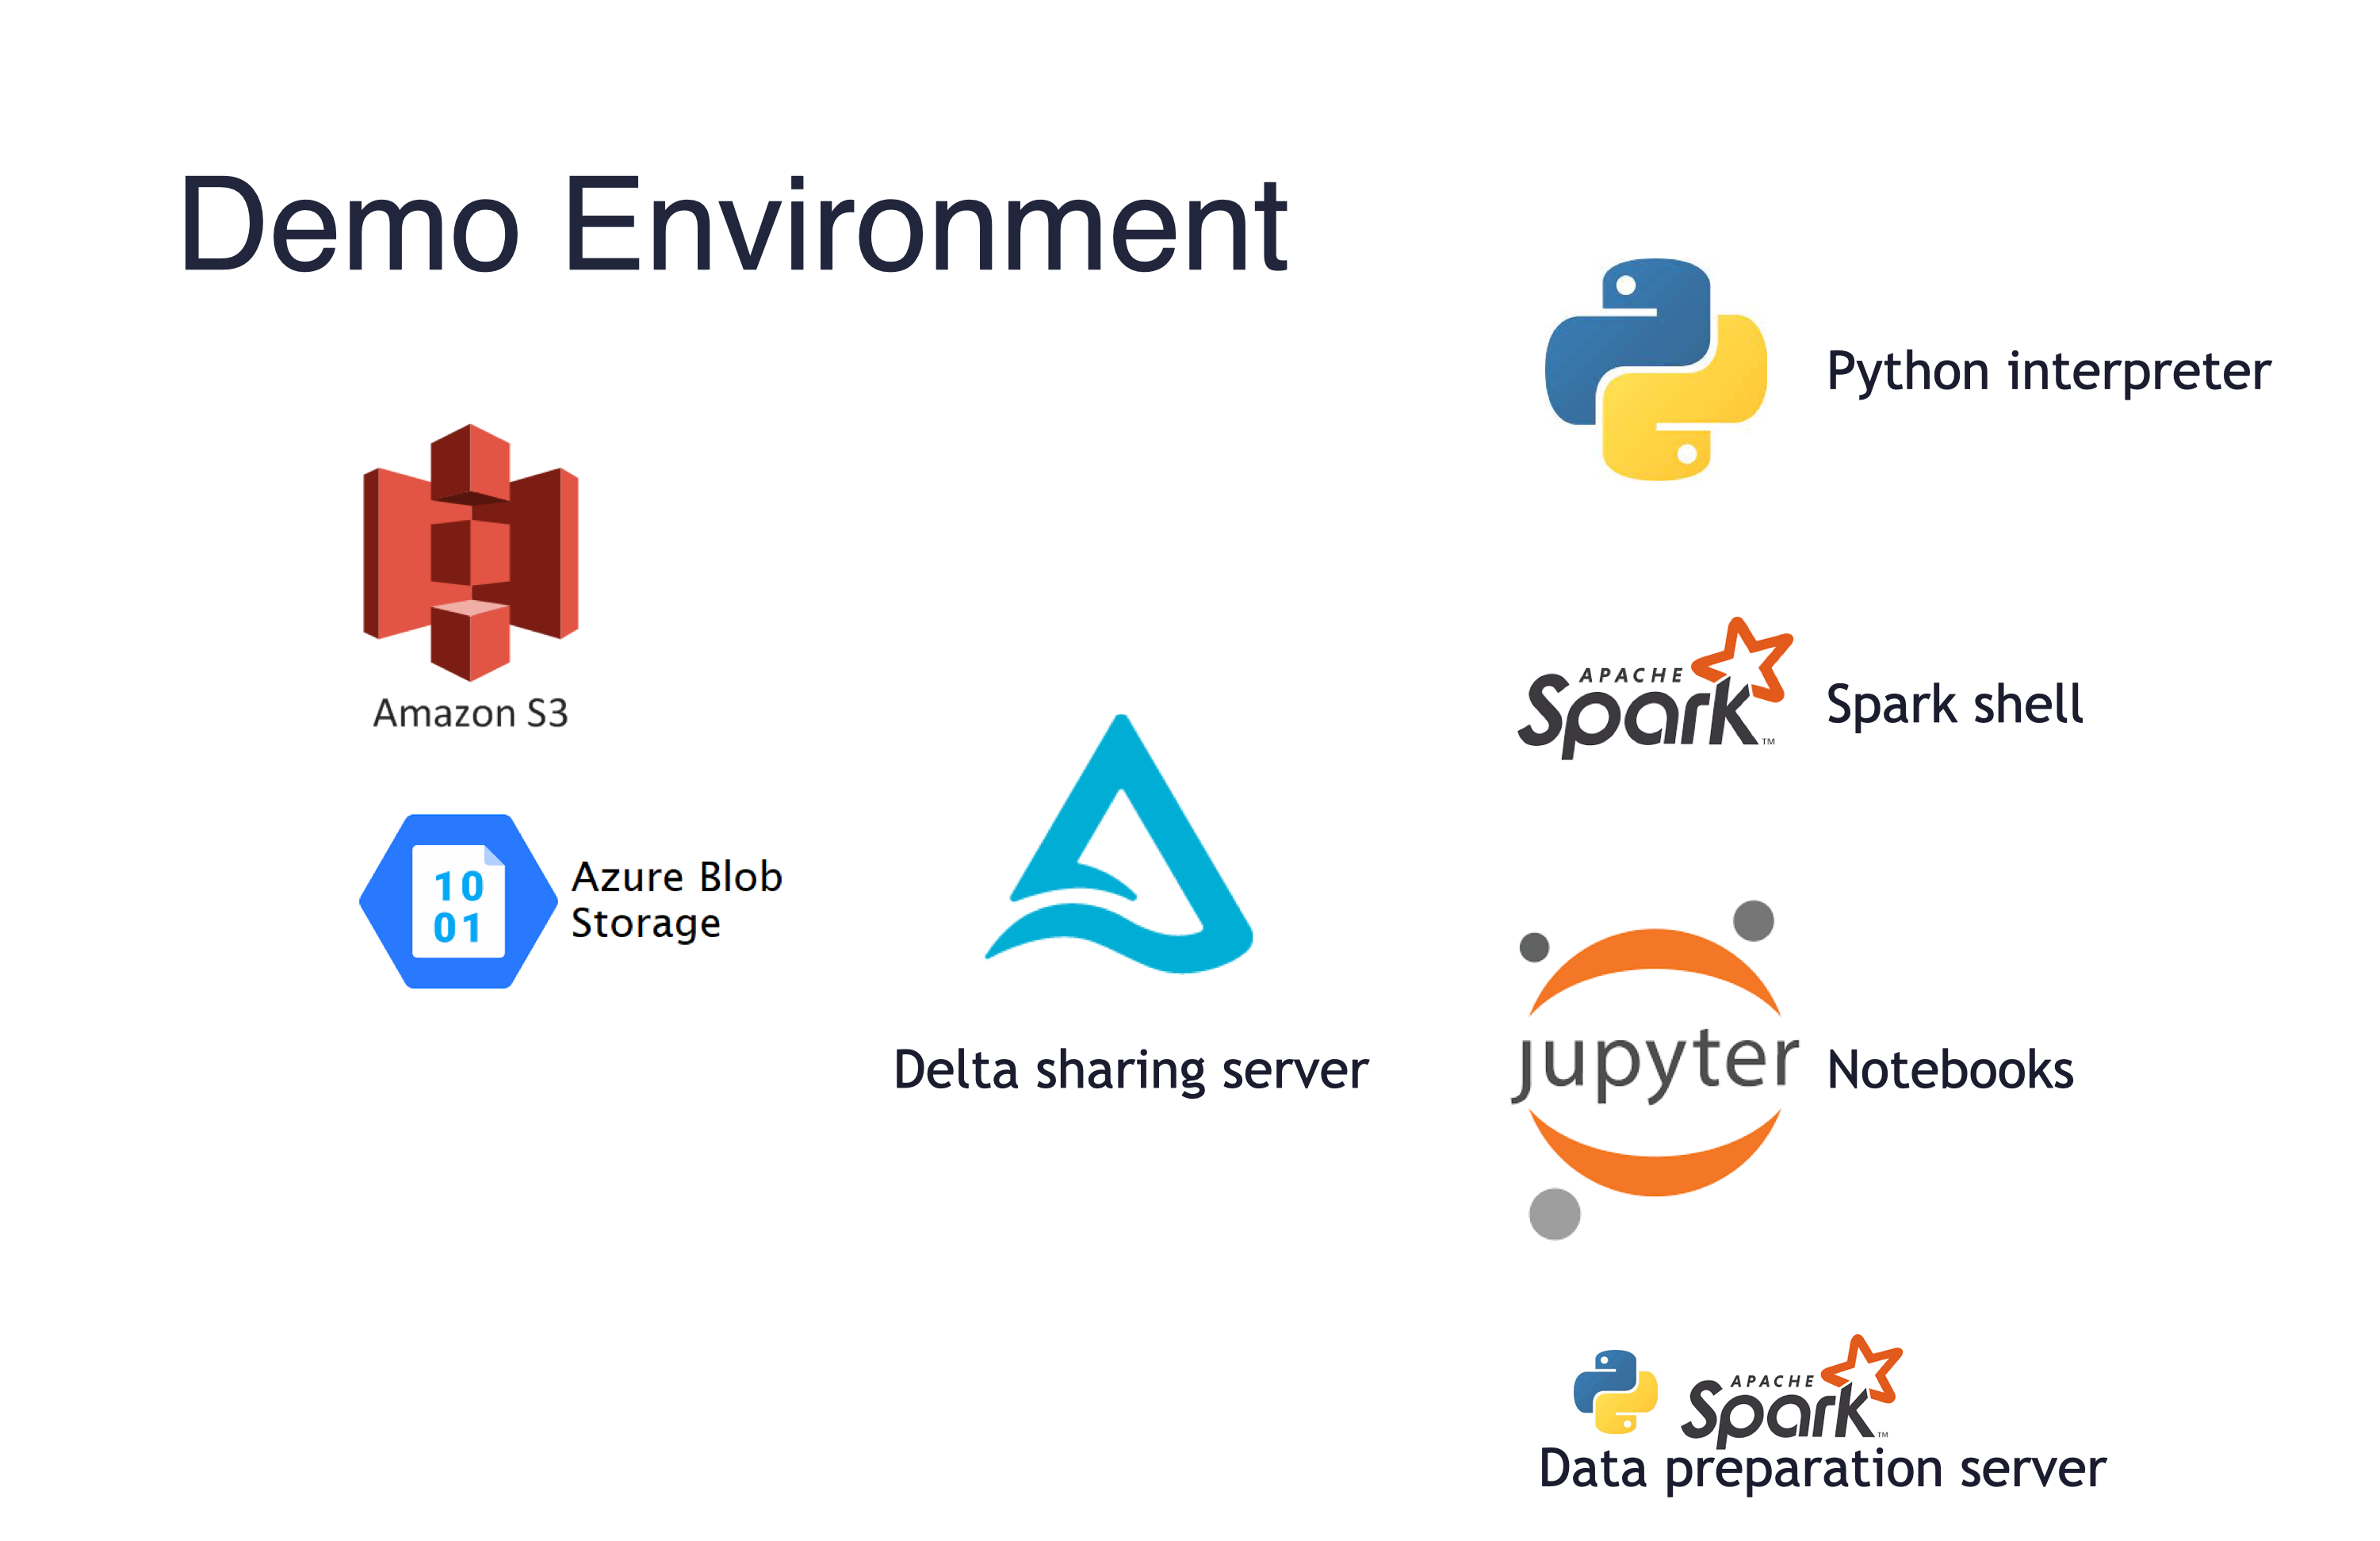 Demo Environment
Python interpreter
Amazon S3
APACHE
Spark™
Spark shell
10
01
Azure Blob
Storage
Delta sharing server
jupyter
Notebooks
APACHE
Spark™
Data preparation server